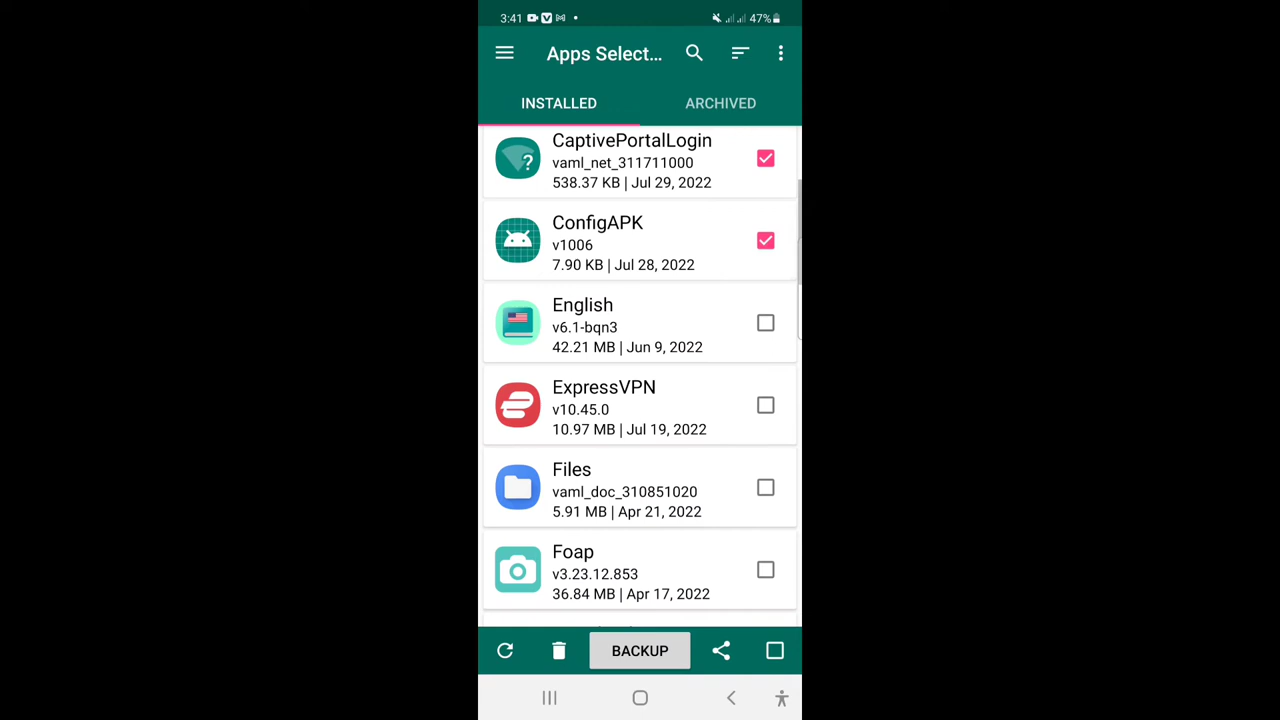 3:41
47%
Apps Select...
INSTALLED
ARCHIVED
CaptivePortalLogin
vaml_net_311711000
538.37 KB | Jul 29, 2022
ConfigAPK
v1006
7.90 KB | Jul 28, 2022
English
v6.1-bqn3
42.21 MB | Jun 9, 2022
ExpressVPN
v10.45.0
10.97 MB | Jul 19, 2022
Files
vaml_doc_310851020
5.91 MB | Apr 21, 2022
Foap
v3.23.12.853
36.84 MB | Apr 17, 2022
BACKUP